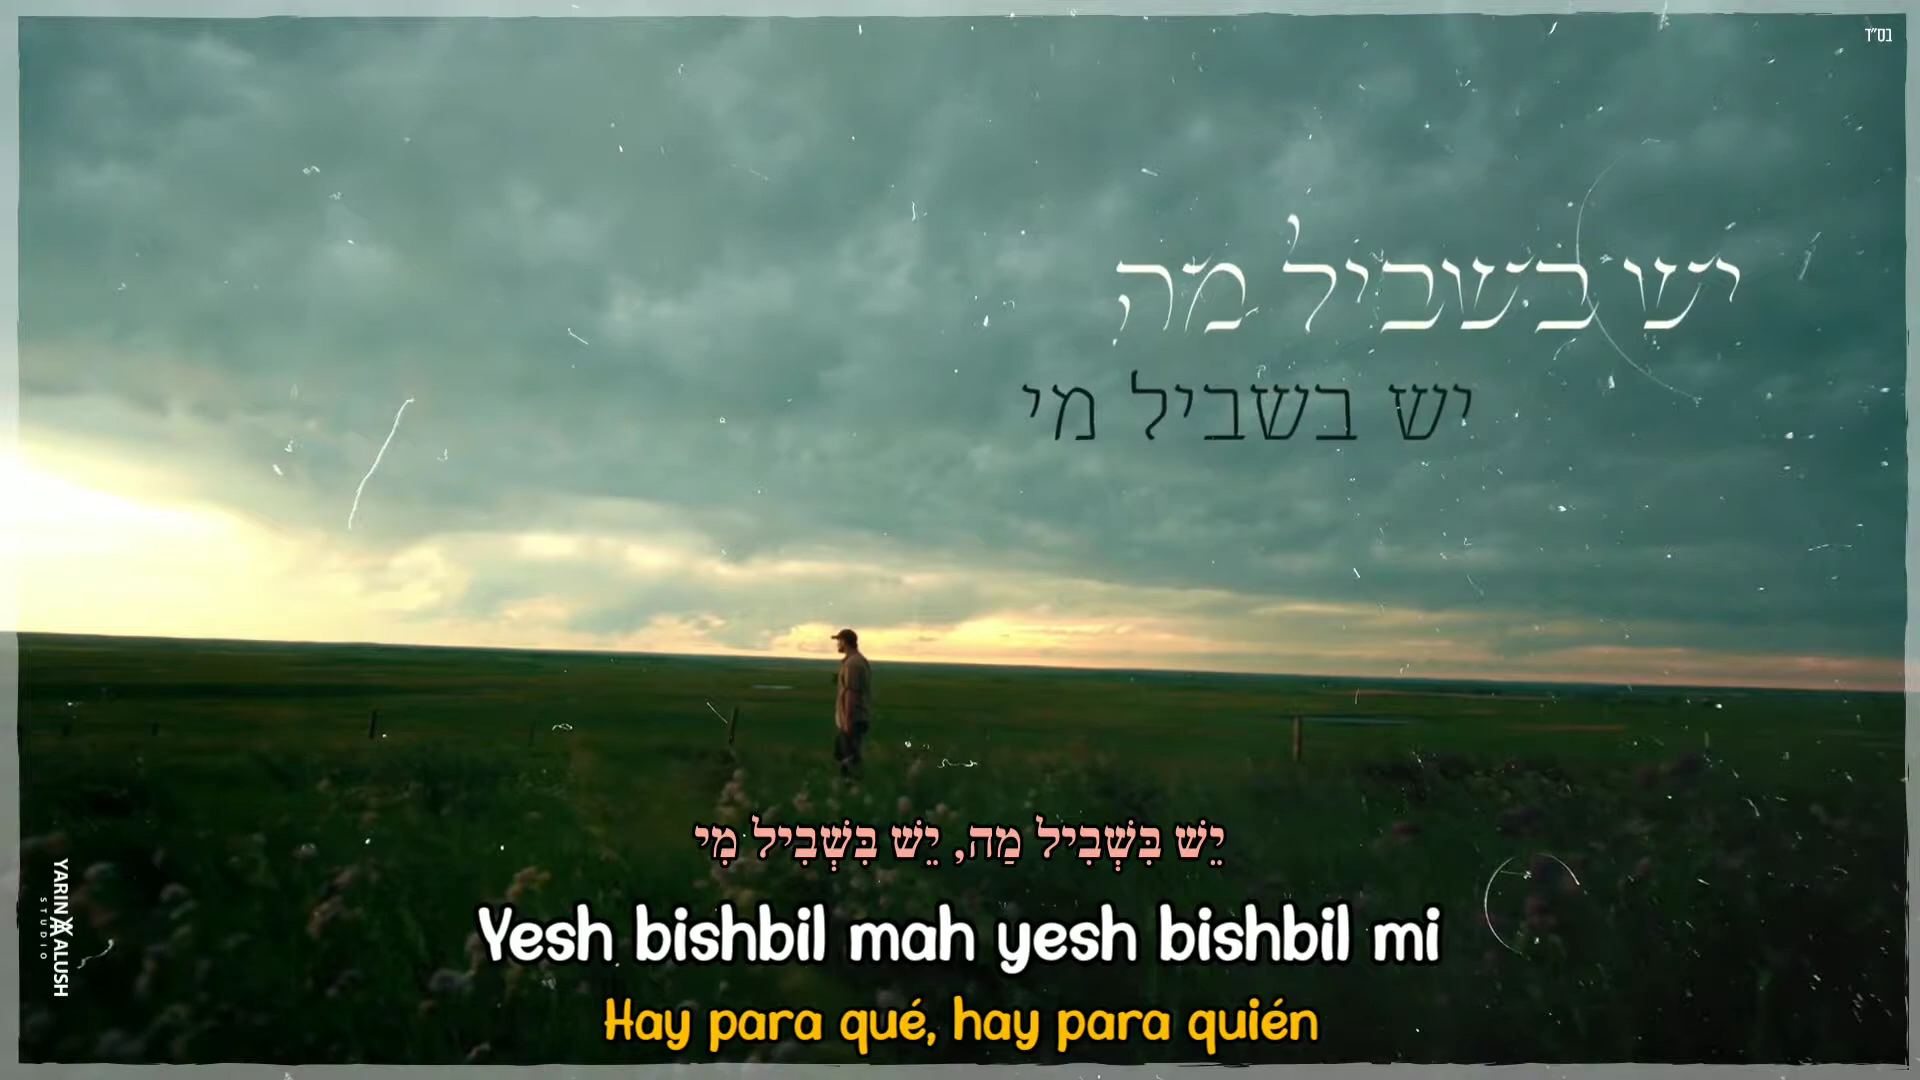 בס״ד
יש בשביל מה
יש בשביל מי
יֵשׁ בִּשְׁבִיל מַה, יֵשׁ בִּשְׁבִיל מִי
Yesh bishbil mah yesh bishbil mi
Hay para qué, hay para quién
YARIN ALUSH
STUDIO